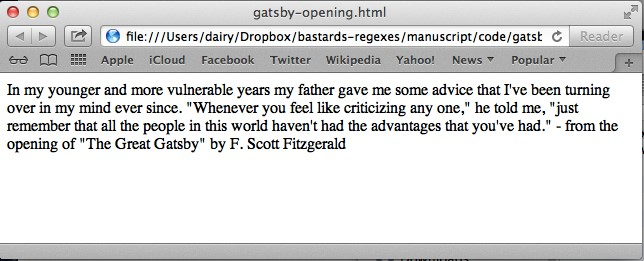 gatsby-opening.html
file:///Users/dairy/Dropbox/bastards-regexes/manuscript/code/gatsb
Reader
Apple iCloud Facebook Twitter Wikipedia Yahoo! News Popular
+
In my younger and more vulnerable years my father gave me some advice that I've been turning
over in my mind ever since. "Whenever you feel like criticizing any one," he told me, "just
remember that all the people in this world haven't had the advantages that you've had." - from the
opening of "The Great Gatsby" by F. Scott Fitzgerald